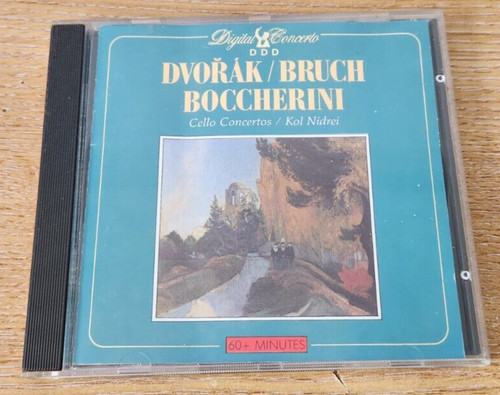 Digital Concerto
DDD
DVOŘÁK / BRUCH
BOCCHERINI
Cello Concertos / Kol Nidrei
60+ MINUTES